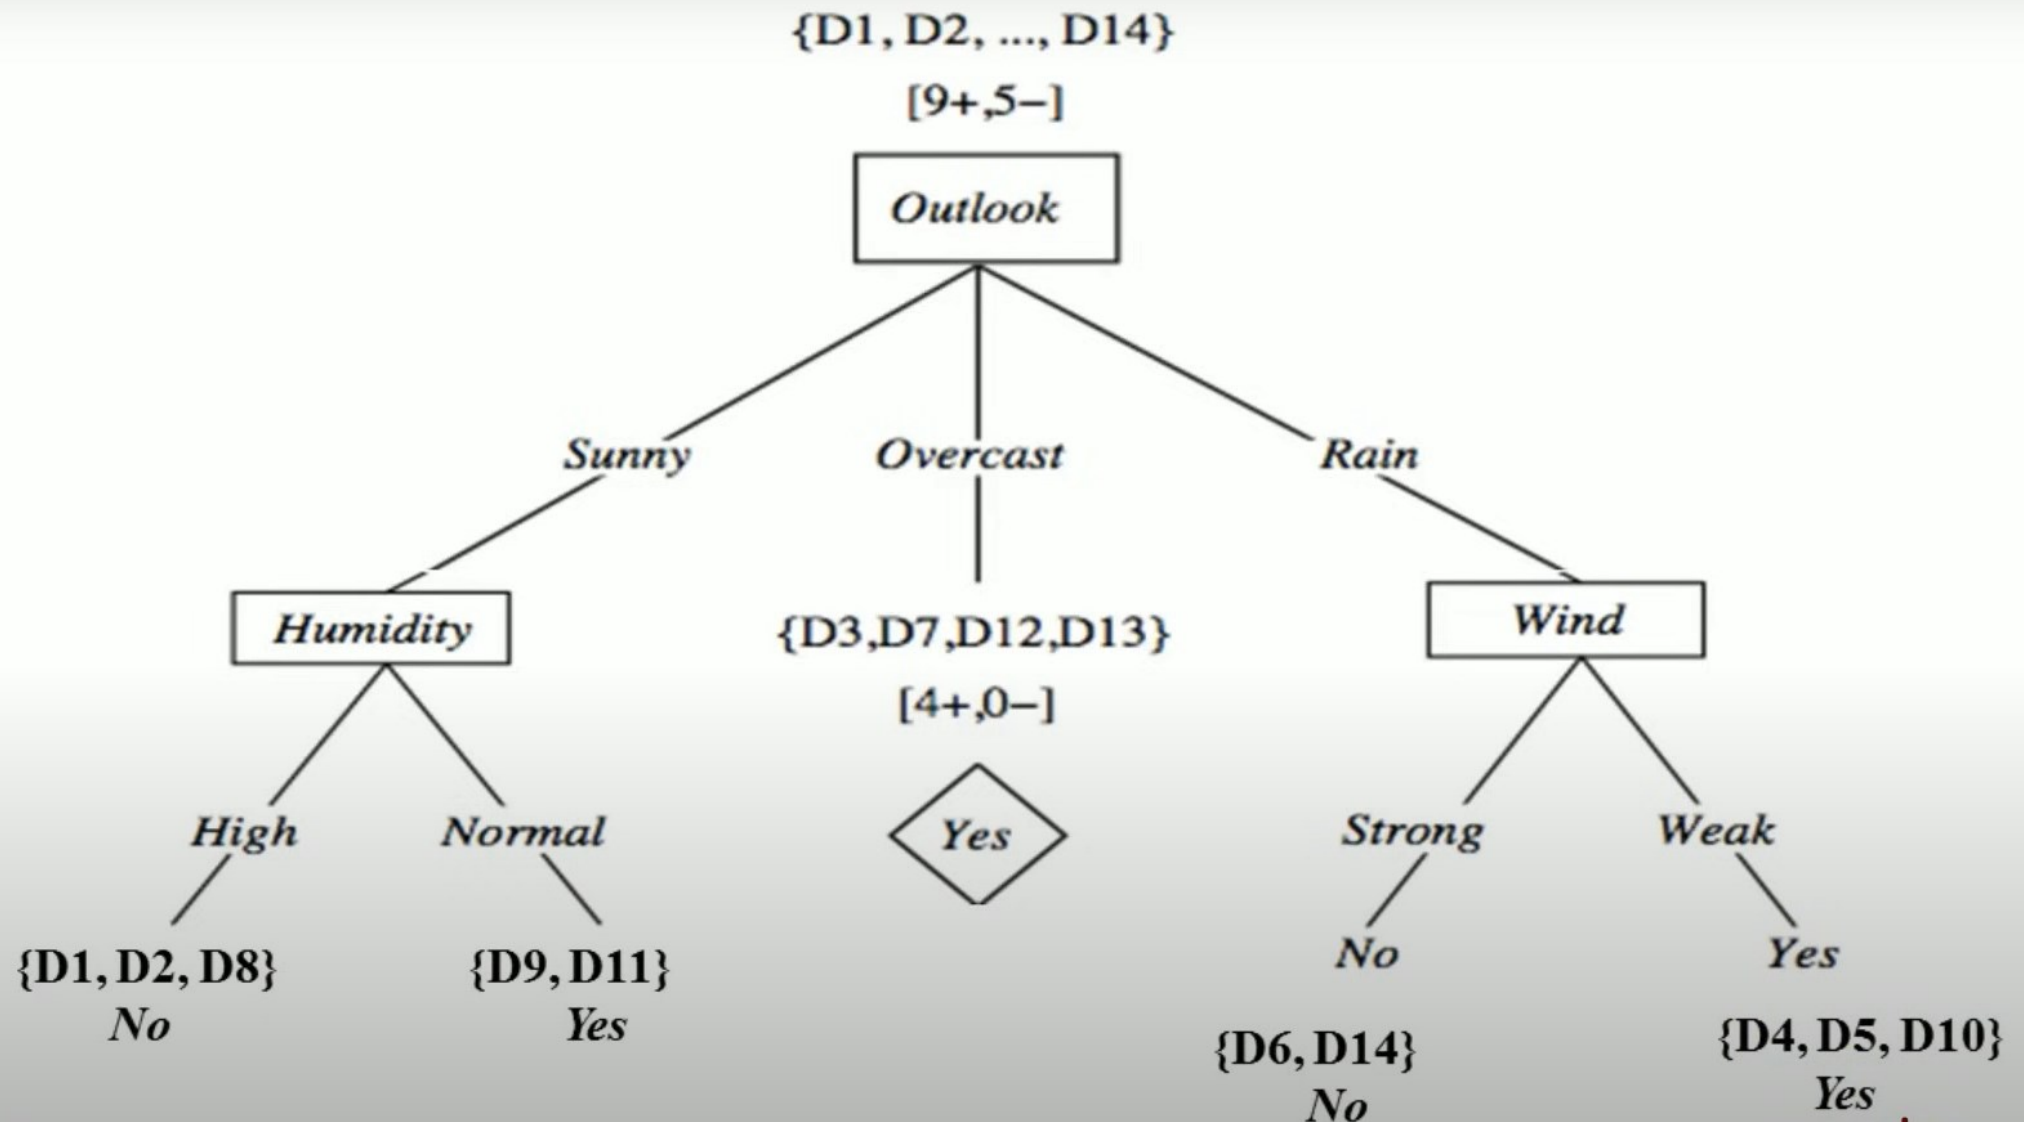 {D1, D2, ..., D14}
[9+,5−]
Outlook
Sunny
Overcast
Rain
Humidity
{D3,D7,D12,D13}
[4+,0−]
Wind
High
Normal
Yes
Strong
Weak
{D1, D2, D8}
No
{D9, D11}
Yes
No
Yes
{D6, D14}
No
{D4, D5, D10}
Yes